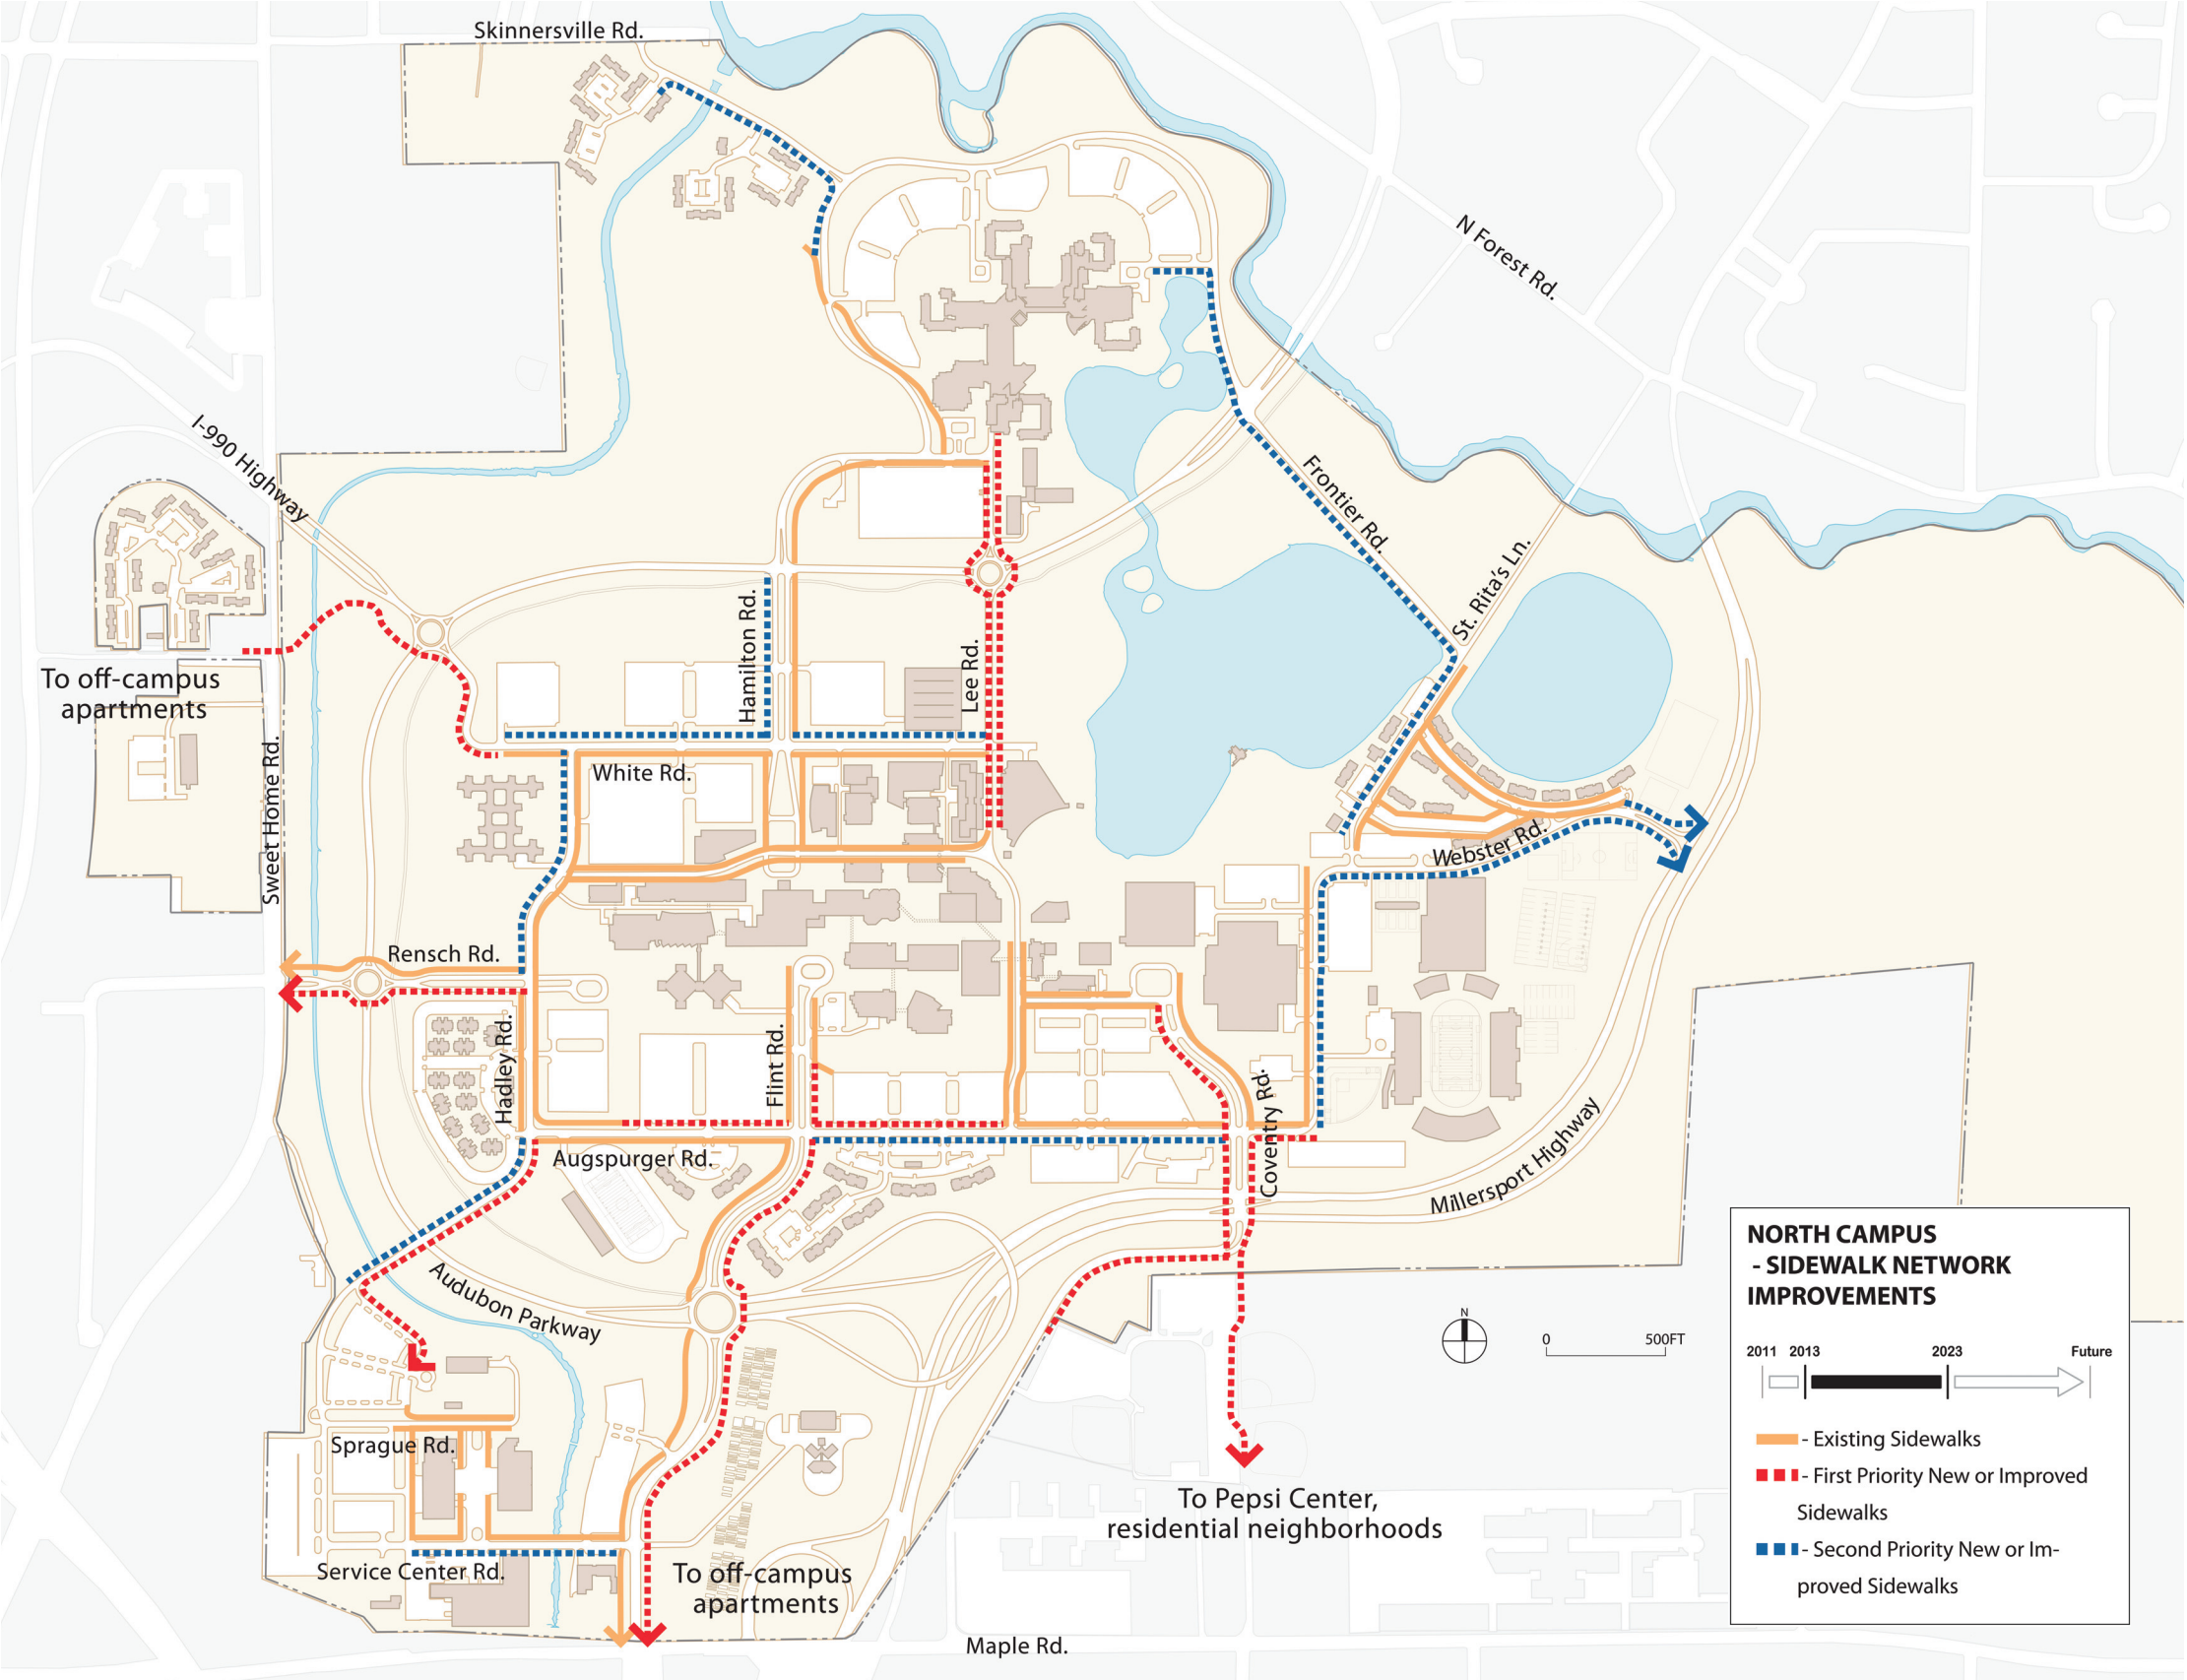 Skinnersville Rd.
N Forest Rd.
I-990 Highway
Frontier Rd.
St. Rita's Ln.
Hamilton Rd.
Lee Rd.
To off-campus
apartments
Sweet Home Rd.
White Rd.
Webster Rd.
Rensch Rd.
Hadley Rd.
Flint Rd.
Coventry Rd.
Augspurger Rd.
Millersport Highway
Audubon Parkway
N
0 500FT
Sprague Rd.
To Pepsi Center,
residential neighborhoods
Service Center Rd.
To off-campus
apartments
Maple Rd.
NORTH CAMPUS
- SIDEWALK NETWORK
IMPROVEMENTS
2011 2013 2023 Future
- Existing Sidewalks
- First Priority New or Improved
Sidewalks
- Second Priority New or Im-
proved Sidewalks